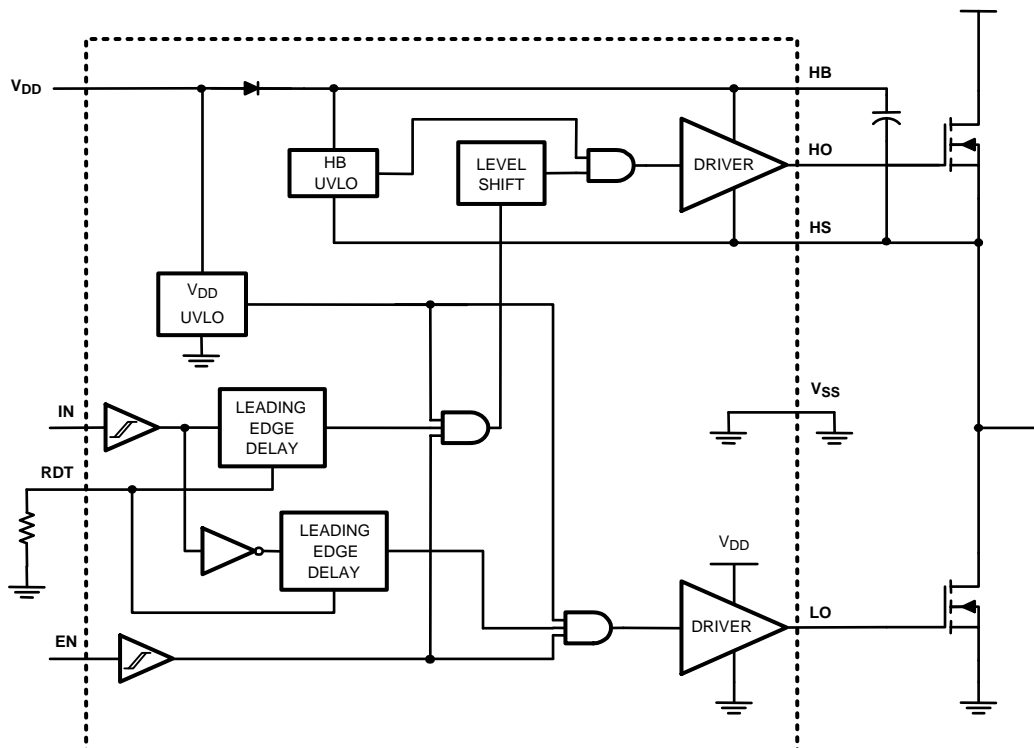 HB
VDD
HO
HB
UVLO
LEVEL
SHIFT
DRIVER
HS
VDD
UVLO
VSS
IN
LEADING
EDGE
DELAY
RDT
LEADING
EDGE
DELAY
VDD
LO
DRIVER
EN